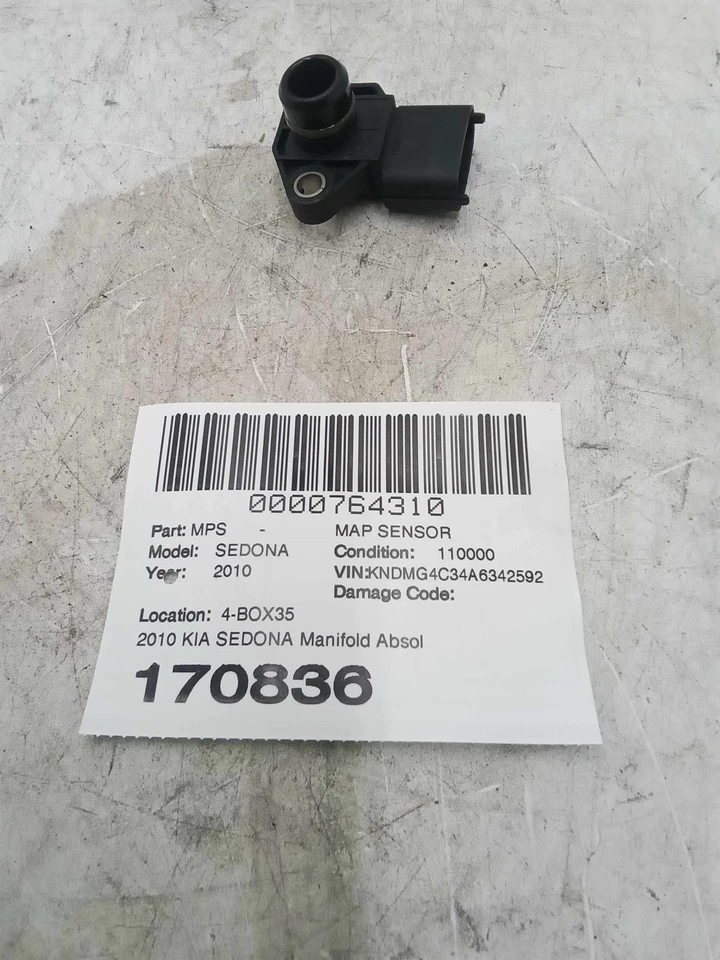 0000764310
Part: MPS - MAP SENSOR
Model: SEDONA Condition: 110000
Year: 2010 VIN:KNDMG4C34A6342592
Damage Code:
Location: 4-BOX35
2010 KIA SEDONA Manifold Absol
170836